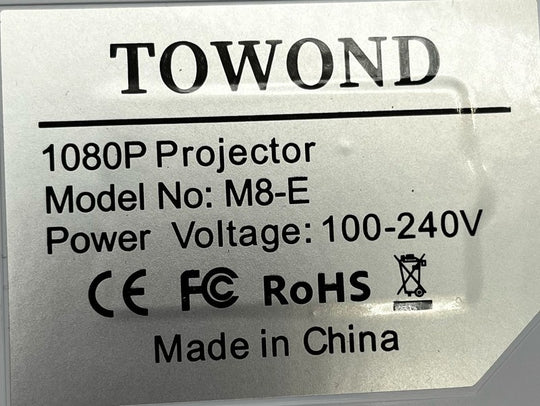 TOWOND
1080P Projector
Model No: M8-E
Power Voltage: 100-240V
CE FC RoHS
Made in China